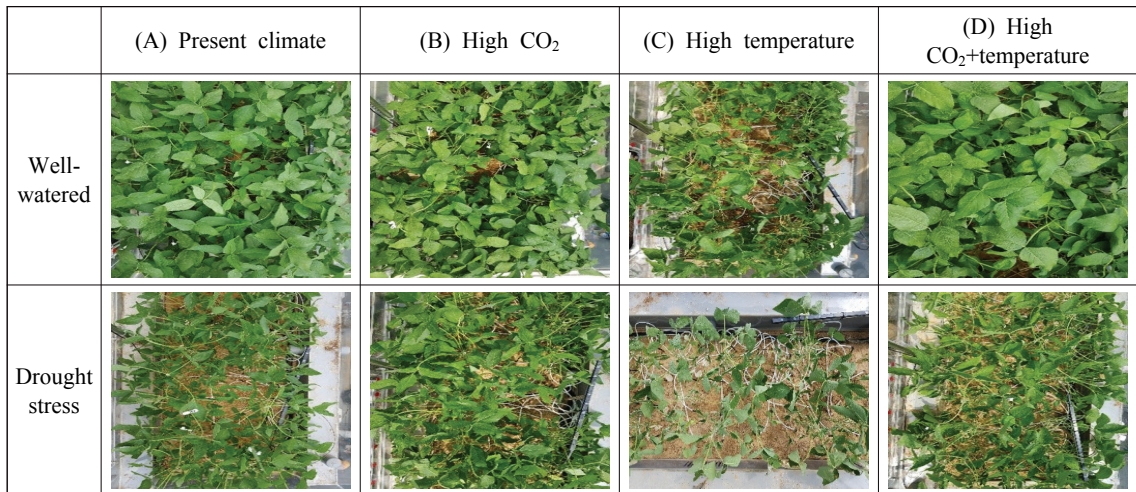 (A) Present climate
(B) High CO₂
(C) High temperature
(D) High
CO₂+temperature
Well-
watered
Drought
stress